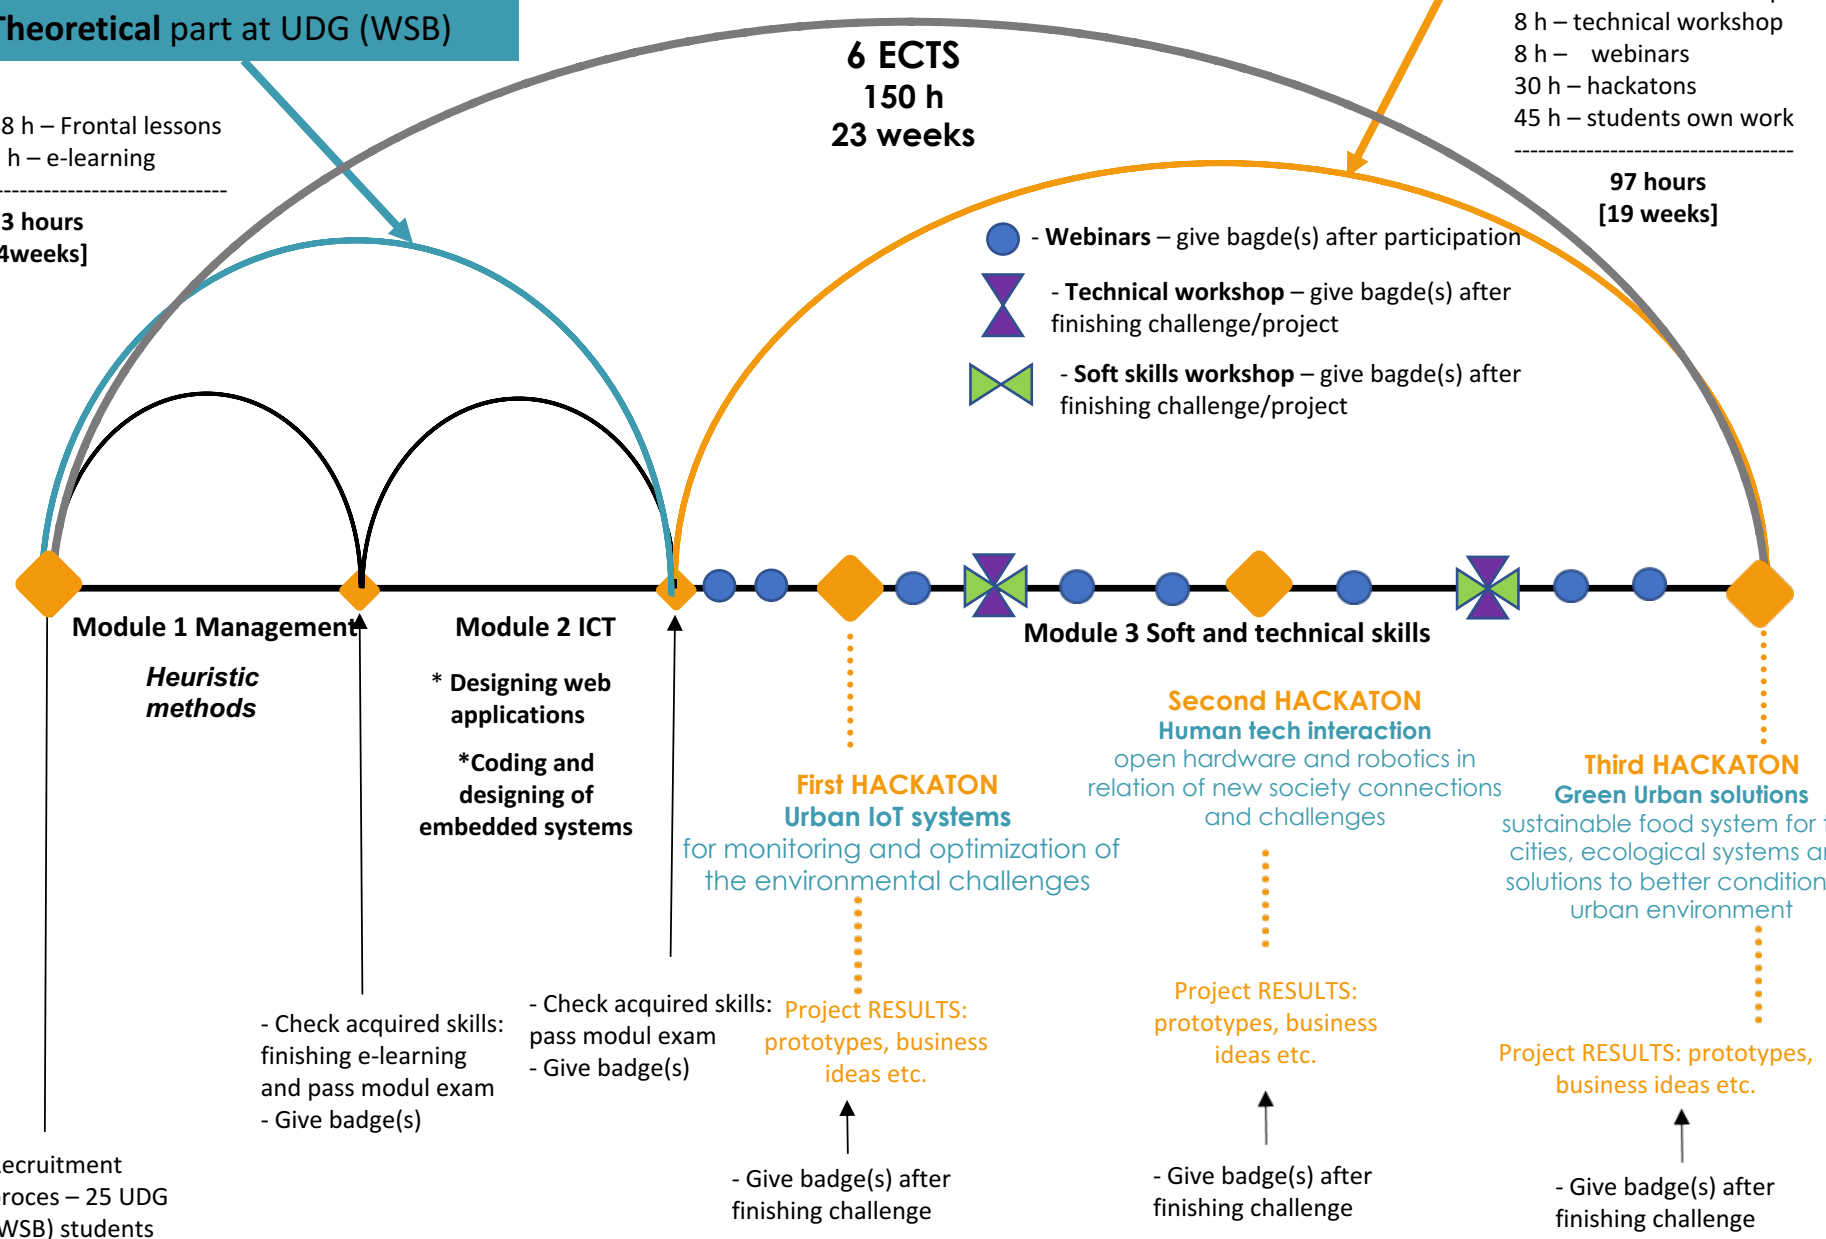 Theoretical part at UDG (WSB)
8 h – Frontal lessons
h – e-learning
-----------------------------
3 hours
4weeks]
6 ECTS
150 h
23 weeks
8 h – technical workshop
8 h – webinars
30 h – hackatons
45 h – students own work
-----------------------------------
97 hours
[19 weeks]
- Webinars – give bagde(s) after participation
- Technical workshop – give bagde(s) after
finishing challenge/project
- Soft skills workshop – give bagde(s) after
finishing challenge/project
Module 1 Management
Heuristic
methods
Module 2 ICT
* Designing web
applications
*Coding and
designing of
embedded systems
Module 3 Soft and technical skills
First HACKATON
Urban IoT systems
for monitoring and optimization of
the environmental challenges
Second HACKATON
Human tech interaction
open hardware and robotics in
relation of new society connections
and challenges
Third HACKATON
Green Urban solutions
sustainable food system for
cities, ecological systems
solutions to better condition
urban environment
- Check acquired skills:
finishing e-learning
and pass modul exam
- Give badge(s)
- Check acquired skills:
pass modul exam
- Give badge(s)
Project RESULTS:
prototypes, business
ideas etc.
Project RESULTS:
prototypes, business
ideas etc.
Project RESULTS: prototypes,
business ideas etc.
Recruitment
proces – 25 UDG
(WSB) students
- Give badge(s) after
finishing challenge
- Give badge(s) after
finishing challenge
- Give badge(s) after
finishing challenge